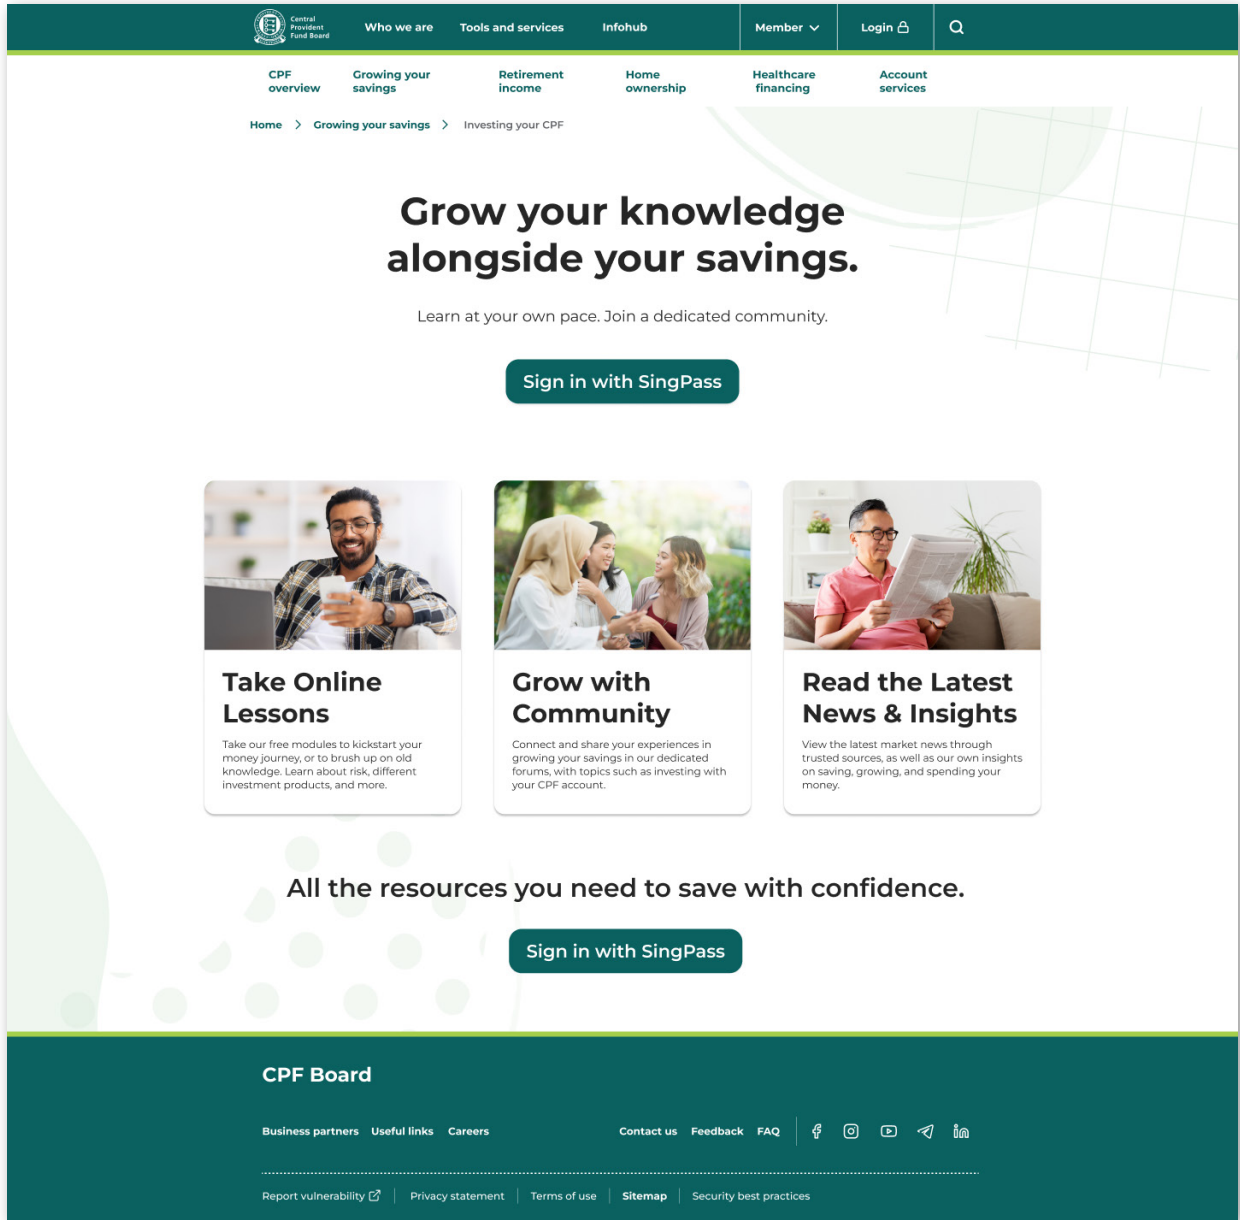 Central
Provident
Fund Board
Who we are
Tools and services
Infohub
Member
Login
CPF
overview
Growing your
savings
Retirement
income
Home
ownership
Healthcare
financing
Account
services
Home > Growing your savings > Investing your CPF
Grow your knowledge
alongside your savings.
Learn at your own pace. Join a dedicated community.
Sign in with SingPass
Take Online
Lessons
Take our free modules to kickstart your
money journey, or to brush up on old
knowledge. Learn about risk, different
investment products, and more.
Grow with
Community
Connect and share your experiences in
growing your savings in our dedicated
forums, with topics such as investing with
your CPF account.
Read the Latest
News & Insights
View the latest market news through
trusted sources, as well as our own insights
on saving, growing, and spending your
money.
All the resources you need to save with confidence.
Sign in with SingPass
CPF Board
Business partners Useful links Careers
Contact us Feedback FAQ
Report vulnerability
Privacy statement
Terms of use
Sitemap
Security best practices